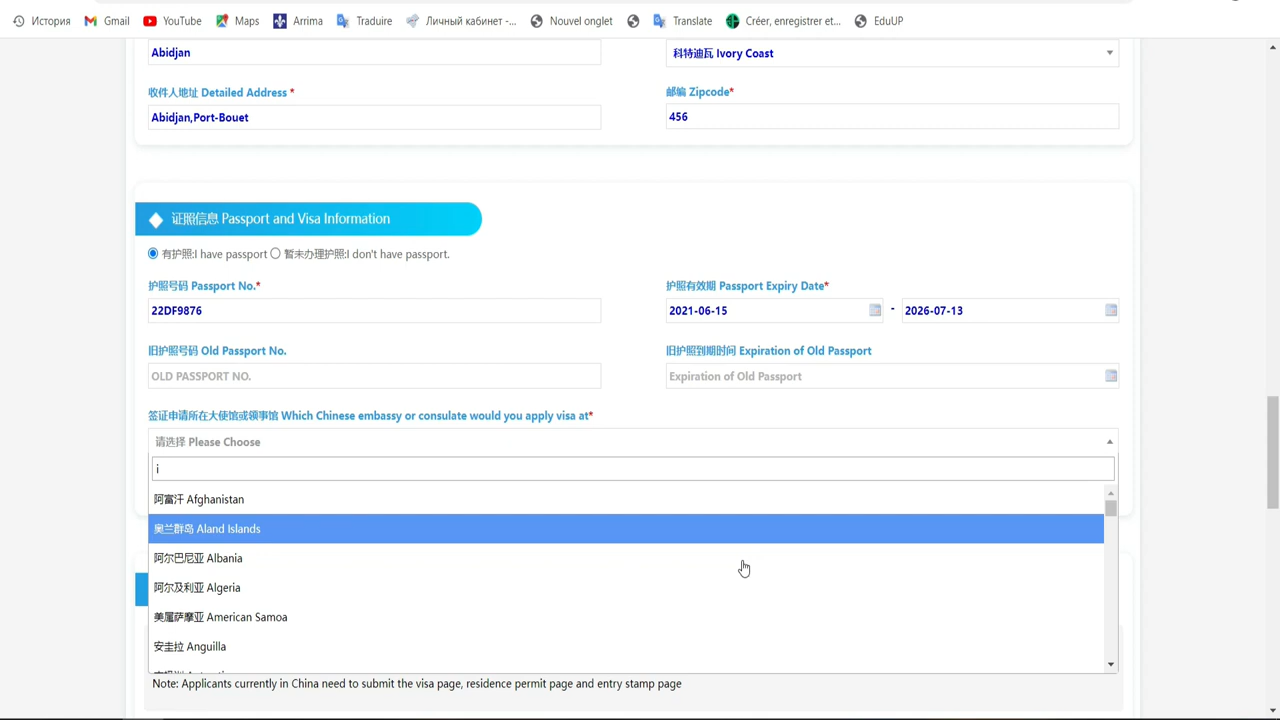 История Gmail YouTube Maps Arrima Traduire Личный кабинет -... Nouvel onglet Translate Créer, enregistrer et... EduUP
Abidjan 科特迪瓦 Ivory Coast
收件人地址 Detailed Address * 邮编 Zipcode*
Abidjan,Port-Bouet 456
证照信息 Passport and Visa Information
有护照:I have passport 暂未办理护照:I don't have passport.
护照号码 Passport No.* 护照有效期 Passport Expiry Date*
22DF9876 2021-06-15 - 2026-07-13
旧护照号码 Old Passport No. 旧护照到期时间 Expiration of Old Passport
OLD PASSPORT NO. Expiration of Old Passport
签证申请所在大使馆或领事馆 Which Chinese embassy or consulate would you apply visa at*
请选择 Please Choose
i
阿富汗 Afghanistan
奥兰群岛 Aland Islands
阿尔巴尼亚 Albania
阿尔及利亚 Algeria
美属萨摩亚 American Samoa
安圭拉 Anguilla
Note: Applicants currently in China need to submit the visa page, residence permit page and entry stamp page